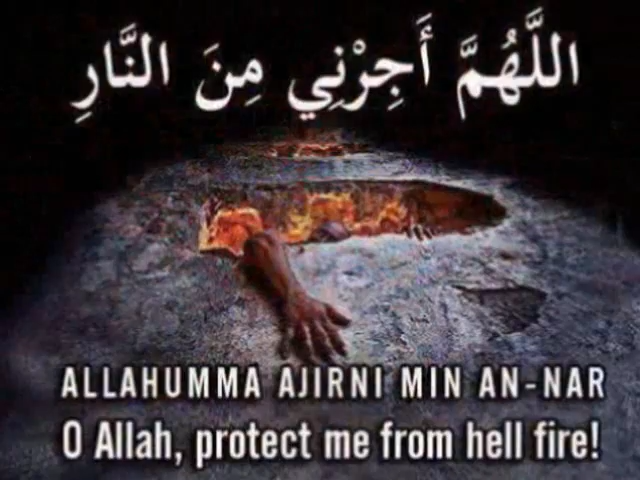 اللَّهُمَّ أَجِرْنِي مِنَ النَّارِ
ALLAHUMMA AJIRNI MIN AN-NAR
O Allah, protect me from hell fire!